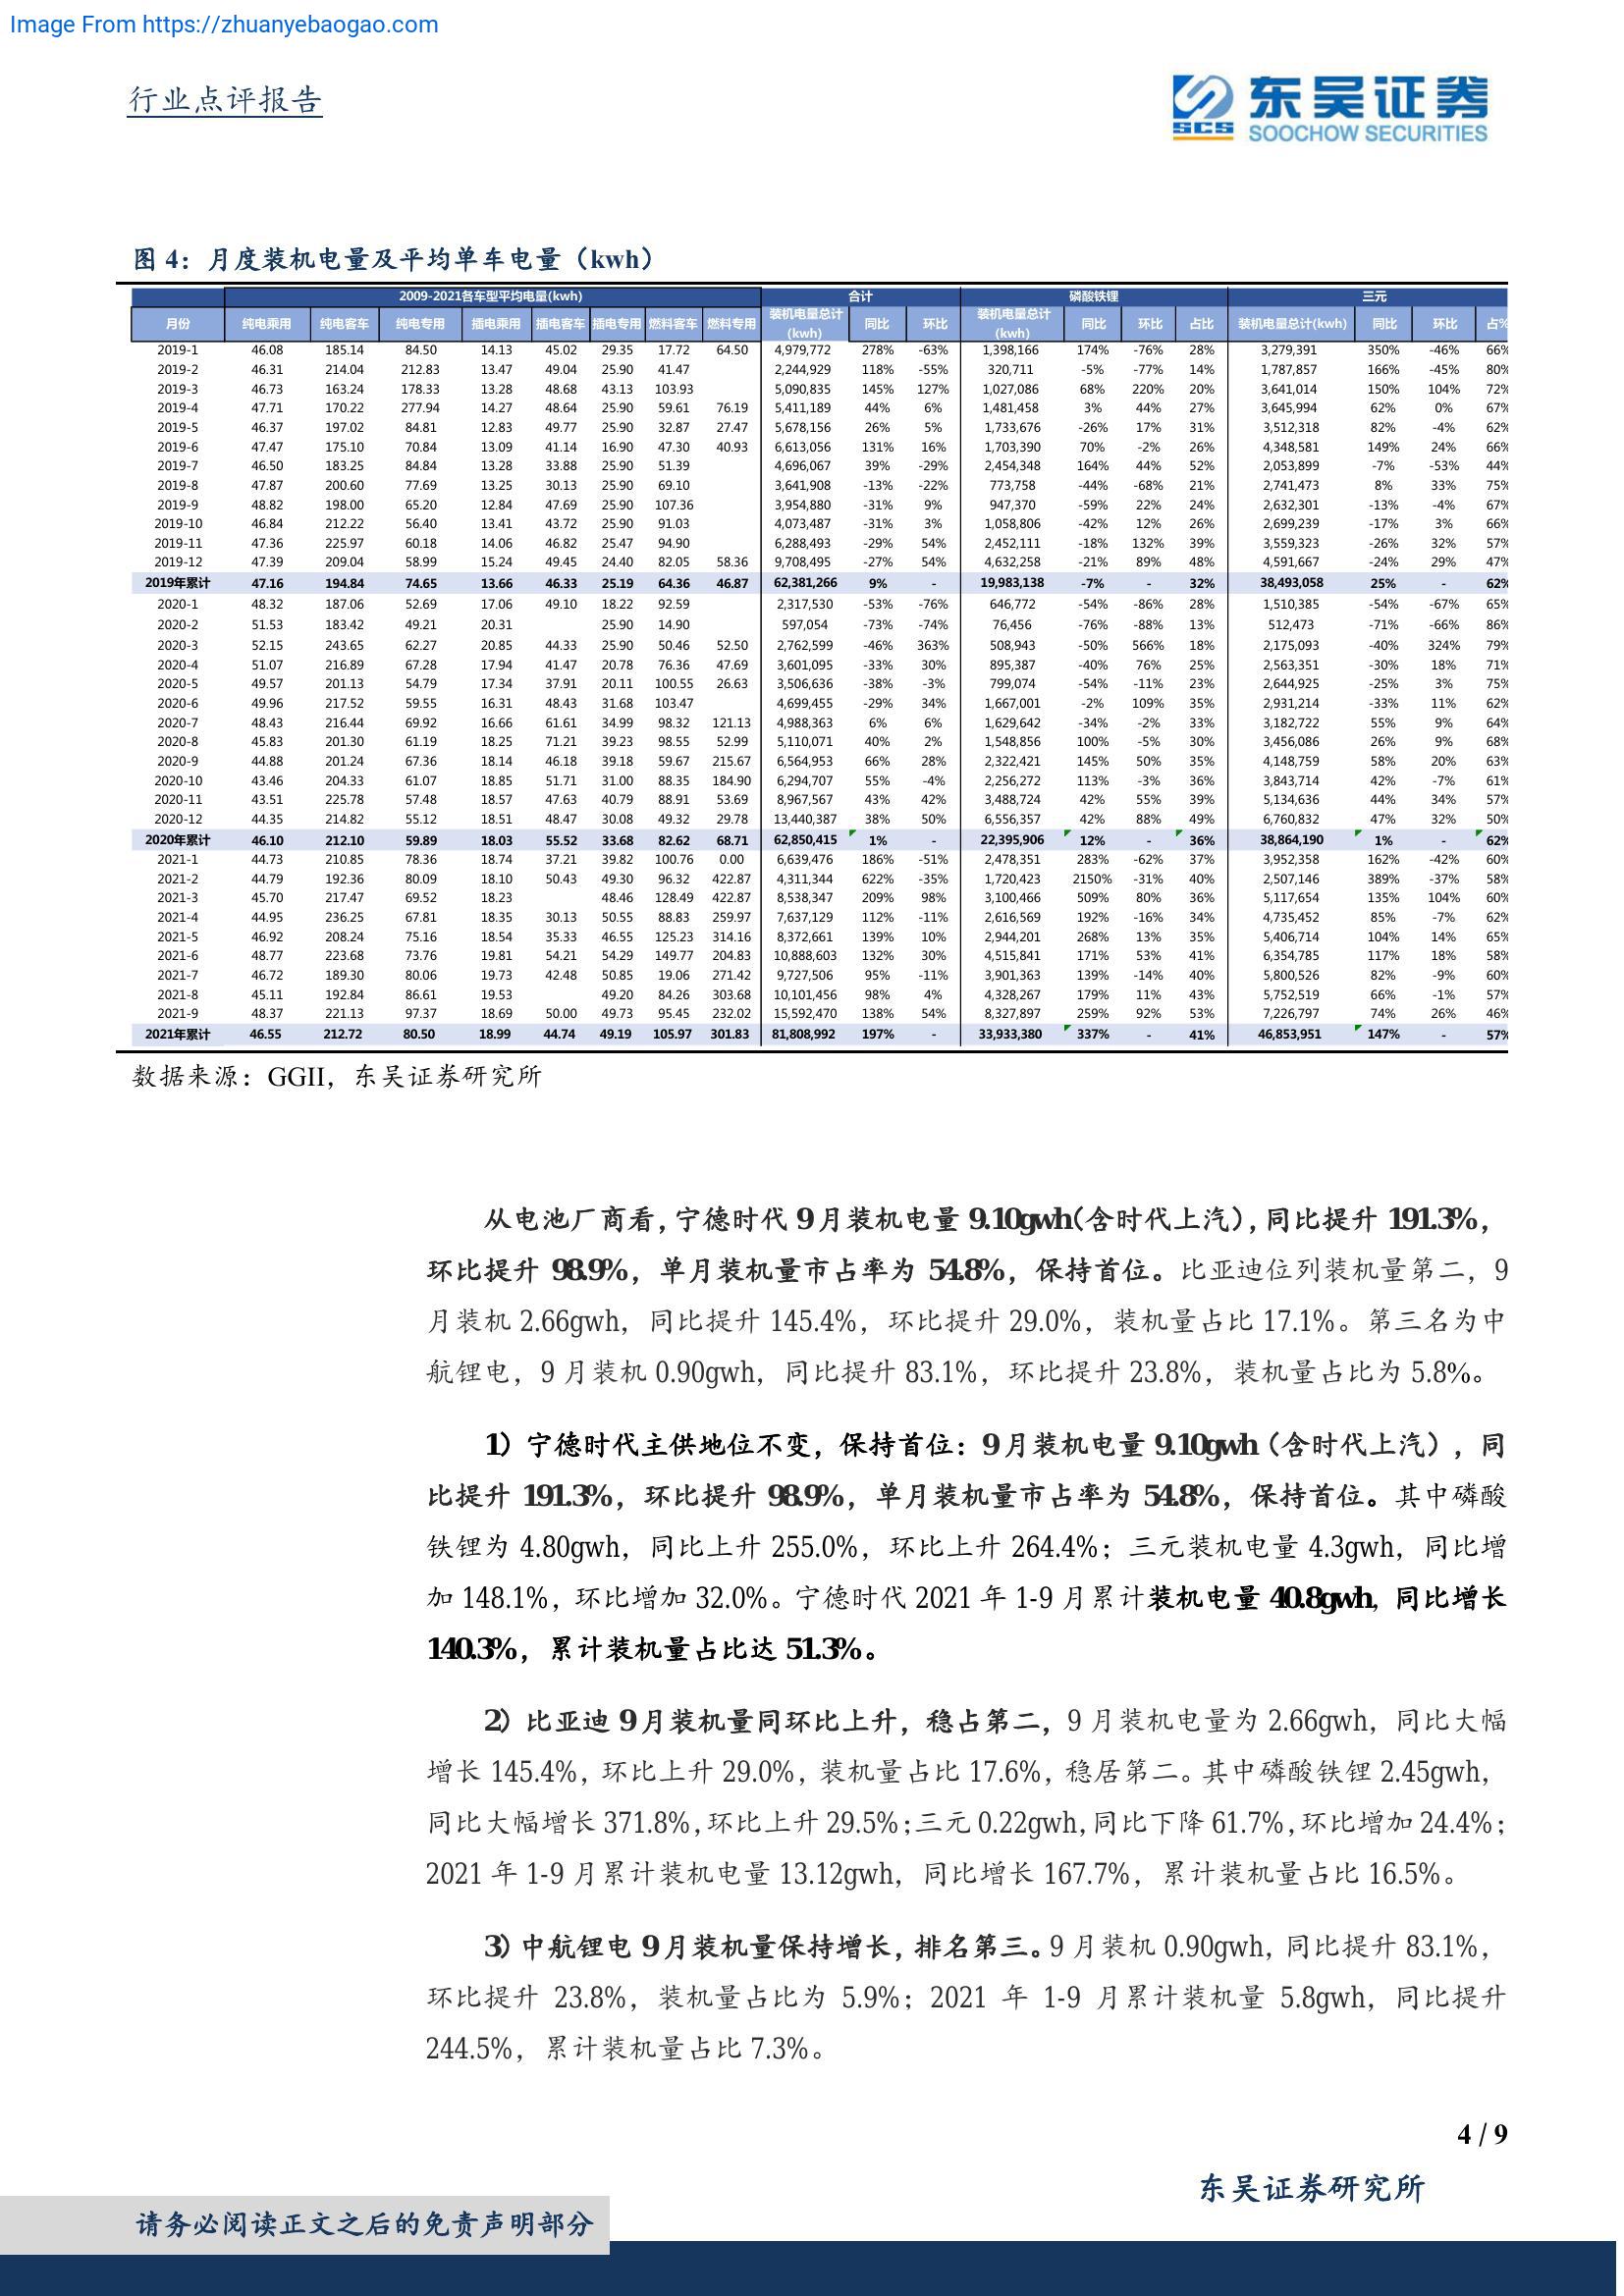 Image From https://zhuanyebaogao.com
行业点评报告
东吴证券
SCS
SOOCHOW SECURITIES
图 4：月度装机电量及平均单车电量（kwh）
2009-2021各车型平均电量(kwh) 合计 磷酸铁锂 三元
月份 纯电乘用 纯电客车 纯电专用 插电乘用 插电客车 插电专用 燃料客车 燃料专用 装机电量总计(kwh) 同比 环比 装机电量总计(kwh) 同比 环比 占比 装机电量总计(kwh) 同比 环比 占%
2019-1 46.08 185.14 84.50 14.13 45.02 29.35 17.72 64.50 4,979,772 278% -63% 1,398,166 174% -76% 28% 3,279,391 350% -46% 66%
2019-2 46.31 214.04 212.83 13.47 49.04 25.90 41.47 2,244,929 118% -55% 320,711 -5% -77% 14% 1,787,857 166% -45% 80%
2019-3 46.73 163.24 178.33 13.28 48.68 43.13 103.93 5,090,835 145% 127% 1,027,086 68% 220% 20% 3,641,014 150% 104% 72%
2019-4 47.71 170.22 277.94 14.27 48.64 25.90 59.61 76.19 5,411,189 44% 6% 1,481,458 3% 44% 27% 3,645,994 62% 0% 67%
2019-5 46.37 197.02 84.81 12.83 49.77 25.90 32.87 27.47 5,678,156 26% 5% 1,733,676 -26% 17% 31% 3,512,318 82% -4% 62%
2019-6 47.47 175.10 70.84 13.09 41.14 16.90 47.30 40.93 6,613,056 131% 16% 1,703,390 70% -2% 26% 4,348,581 149% 24% 66%
2019-7 46.50 183.25 84.84 13.28 33.88 25.90 51.39 4,696,067 39% -29% 2,454,348 164% 44% 52% 2,053,899 -7% -53% 44%
2019-8 47.87 200.60 77.69 13.25 30.13 25.90 69.10 3,641,908 -13% -22% 773,758 -44% -68% 21% 2,741,473 8% 33% 75%
2019-9 48.82 198.00 65.20 12.84 47.69 25.90 107.36 3,954,880 -31% 9% 947,370 -59% 22% 24% 2,632,301 -13% -4% 67%
2019-10 46.84 212.22 56.40 13.41 43.72 25.90 91.03 4,073,487 -31% 3% 1,058,806 -42% 12% 26% 2,699,239 -17% 3% 66%
2019-11 47.36 225.97 60.18 14.06 46.82 25.47 94.90 6,288,493 -29% 54% 2,452,111 -18% 132% 39% 3,559,323 -26% 32% 57%
2019-12 47.39 209.04 58.99 15.24 49.45 24.40 82.05 58.36 9,708,495 -27% 54% 4,632,258 -21% 89% 48% 4,591,667 -24% 29% 47%
2019年累计 47.16 194.84 74.65 13.66 46.33 25.19 64.36 46.87 62,381,266 9% - 19,983,138 -7% - 32% 38,493,058 25% - 62%
2020-1 48.32 187.06 52.69 17.06 49.10 18.22 92.59 2,317,530 -53% -76% 646,772 -54% -86% 28% 1,510,385 -54% -67% 65%
2020-2 51.53 183.42 49.21 20.31 25.90 14.90 597,054 -73% -74% 76,456 -76% -88% 13% 512,473 -71% -66% 86%
2020-3 52.15 243.65 62.27 20.85 44.33 25.90 50.46 52.50 2,762,599 -46% 363% 508,943 -50% 566% 18% 2,175,093 -40% 324% 79%
2020-4 51.07 216.89 67.28 17.94 41.47 20.78 76.36 47.69 3,601,095 -33% 30% 895,387 -40% 76% 25% 2,563,351 -30% 18% 71%
2020-5 49.57 201.13 54.79 17.34 37.91 20.11 100.55 26.63 3,506,636 -38% -3% 799,074 -54% -11% 23% 2,644,925 -25% 3% 75%
2020-6 49.96 217.52 59.55 16.31 48.43 31.68 103.47 4,699,455 -29% 34% 1,667,001 -2% 109% 35% 2,931,214 -33% 11% 62%
2020-7 48.43 216.44 69.92 16.66 61.61 34.99 98.32 121.13 4,988,363 6% 6% 1,629,642 -34% -2% 33% 3,182,722 55% 9% 64%
2020-8 45.83 201.30 61.19 18.25 71.21 39.23 98.55 52.99 5,110,071 40% 2% 1,548,856 100% -5% 30% 3,456,086 26% 9% 68%
2020-9 44.88 201.24 67.36 18.14 46.18 39.18 59.67 215.67 6,564,953 66% 28% 2,322,421 145% 50% 35% 4,148,759 58% 20% 63%
2020-10 43.46 204.33 61.07 18.85 51.71 31.00 88.35 184.90 6,294,707 55% -4% 2,256,272 113% -3% 36% 3,843,714 42% -7% 61%
2020-11 43.51 225.78 57.48 18.57 47.63 40.79 88.91 53.69 8,967,567 43% 42% 3,488,724 42% 55% 39% 5,134,636 44% 34% 57%
2020-12 44.35 214.82 55.12 18.51 48.47 30.08 49.32 29.78 13,440,387 38% 50% 6,556,357 42% 88% 49% 6,760,832 47% 32% 50%
2020年累计 46.10 212.10 59.89 18.03 55.52 33.68 82.62 68.71 62,850,415 1% - 22,395,906 12% - 36% 38,864,190 1% - 62%
2021-1 44.73 210.85 78.36 18.74 37.21 39.82 100.76 0.00 6,639,476 186% -51% 2,478,351 283% -62% 37% 3,952,358 162% -42% 60%
2021-2 44.79 192.36 80.09 18.10 50.43 49.30 96.32 422.87 4,311,344 622% -35% 1,720,423 2150% -31% 40% 2,507,146 389% -37% 58%
2021-3 45.70 217.47 69.52 18.23 48.46 128.49 422.87 8,538,347 209% 98% 3,100,466 509% 80% 36% 5,117,654 135% 104% 60%
2021-4 44.95 236.25 67.81 18.35 30.13 50.55 88.83 259.97 7,637,129 112% -11% 2,616,569 192% -16% 34% 4,735,452 85% -7% 62%
2021-5 46.92 208.24 75.16 18.54 35.33 46.55 125.23 314.16 8,372,661 139% 10% 2,944,201 268% 13% 35% 5,406,714 104% 14% 65%
2021-6 48.77 223.68 73.76 19.81 54.21 54.29 149.77 204.83 10,888,603 132% 30% 4,515,841 171% 53% 41% 6,354,785 117% 18% 58%
2021-7 46.72 189.30 80.06 19.73 42.48 50.85 19.06 271.42 9,727,506 95% -11% 3,901,363 139% -14% 40% 5,800,526 82% -9% 60%
2021-8 45.11 192.84 86.61 19.53 49.20 84.26 303.68 10,101,456 98% 4% 4,328,267 179% 11% 43% 5,752,519 66% -1% 57%
2021-9 48.37 221.13 97.37 18.69 50.00 49.73 95.45 232.02 15,592,470 138% 54% 8,327,897 259% 92% 53% 7,226,797 74% 26% 46%
2021年累计 46.55 212.72 80.50 18.99 44.74 49.19 105.97 301.83 81,808,992 197% - 33,933,380 337% - 41% 46,853,951 147% - 57%
数据来源：GGII，东吴证券研究所
从电池厂商看，宁德时代 9 月装机电量 9.10gwh（含时代上汽），同比提升 191.3%，
环比提升 98.9%，单月装机量市占率为 54.8%，保持首位。比亚迪位列装机量第二，9
月装机 2.66gwh，同比提升 145.4%，环比提升 29.0%，装机量占比 17.1%。第三名为中
航锂电，9 月装机 0.90gwh，同比提升 83.1%，环比提升 23.8%，装机量占比为 5.8%。
1）宁德时代主供地位不变，保持首位：9 月装机电量 9.10gwh（含时代上汽），同
比提升 191.3%，环比提升 98.9%，单月装机量市占率为 54.8%，保持首位。其中磷酸
铁锂为 4.80gwh，同比上升 255.0%，环比上升 264.4%；三元装机电量 4.3gwh，同比增
加 148.1%，环比增加 32.0%。宁德时代 2021 年 1-9 月累计装机电量 40.8gwh，同比增长
140.3%，累计装机量占比达 51.3%。
2）比亚迪 9 月装机量同环比上升，稳占第二，9 月装机电量为 2.66gwh，同比大幅
增长 145.4%，环比上升 29.0%，装机量占比 17.6%，稳居第二。其中磷酸铁锂 2.45gwh，
同比大幅增长 371.8%，环比上升 29.5%；三元 0.22gwh，同比下降 61.7%，环比增加 24.4%；
2021 年 1-9 月累计装机电量 13.12gwh，同比增长 167.7%，累计装机量占比 16.5%。
3）中航锂电 9 月装机量保持增长，排名第三。9 月装机 0.90gwh，同比提升 83.1%，
环比提升 23.8%，装机量占比为 5.9%；2021 年 1-9 月累计装机量 5.8gwh，同比提升
244.5%，累计装机量占比 7.3%。
4 / 9
东吴证券研究所
请务必阅读正文之后的免责声明部分